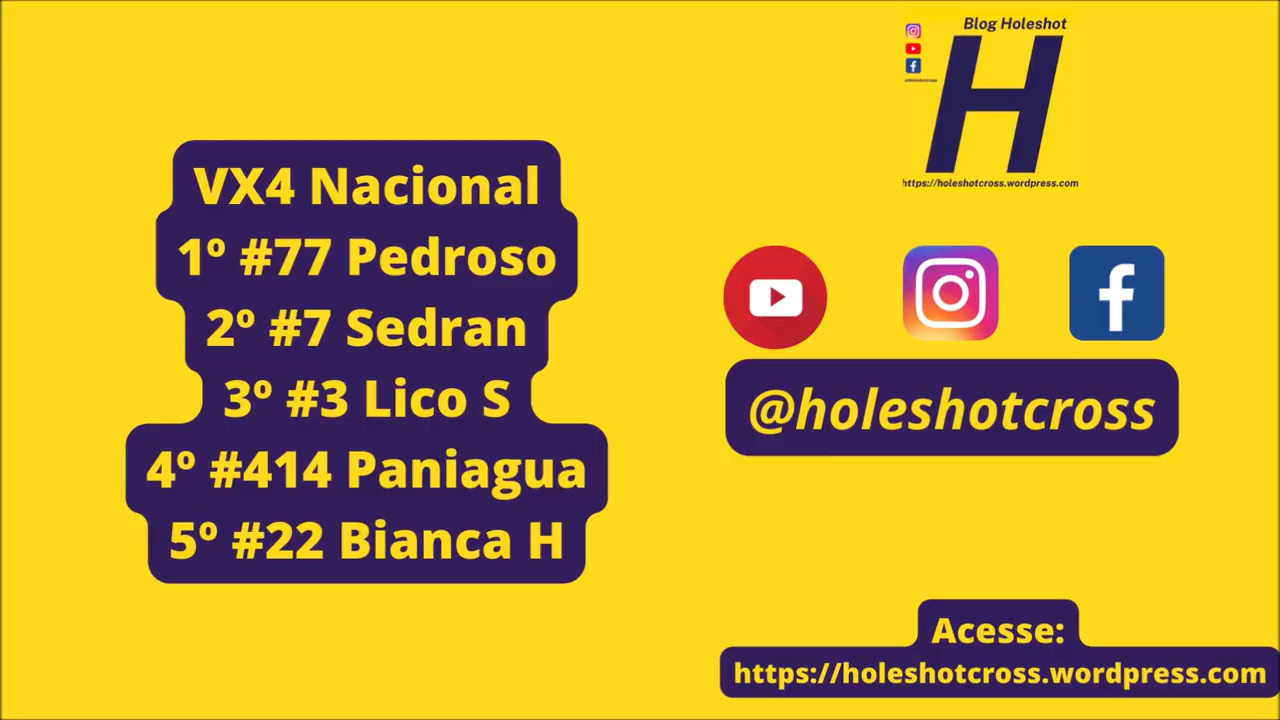 VX4 Nacional
1º #77 Pedroso
2º #7 Sedran
3º #3 Lico S
4º #414 Paniagua
5º #22 Bianca H
Blog Holeshot
@holeshotcross
H
https://holeshotcross.wordpress.com
@holeshotcross
Acesse:
https://holeshotcross.wordpress.com